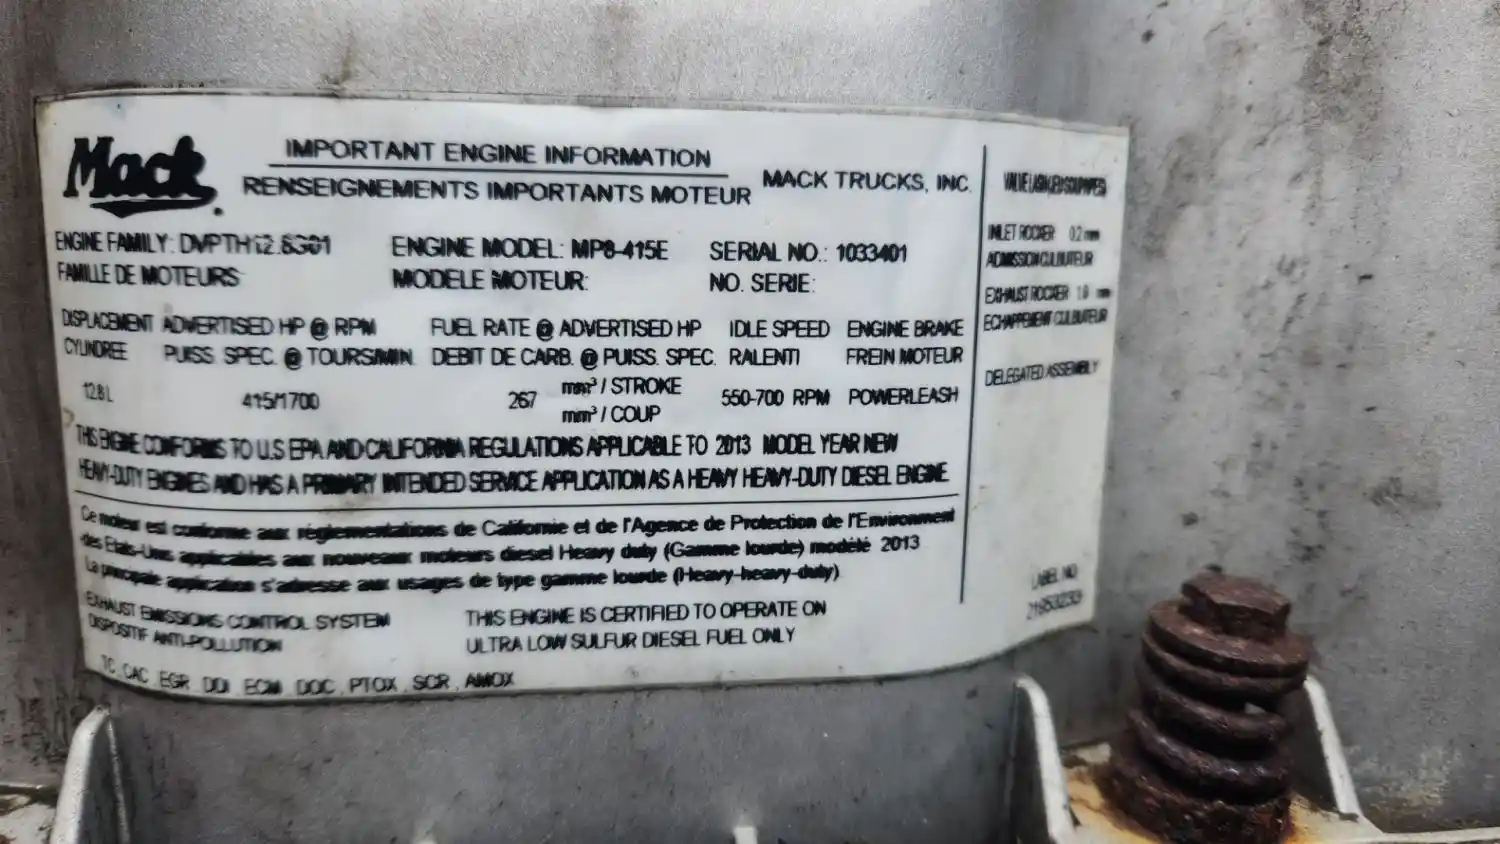 Mack
IMPORTANT ENGINE INFORMATION
RENSEIGNEMENTS IMPORTANTS MOTEUR
MACK TRUCKS, INC.
ENGINE FAMILY: DVPTH12.8G01 ENGINE MODEL: MP8-415E SERIAL NO.: 1033401
FAMILLE DE MOTEURS MODELE MOTEUR: NO. SERIE:
DISPLACEMENT ADVERTISED HP @ RPM FUEL RATE @ ADVERTISED HP IDLE SPEED ENGINE BRAKE
CYLINDREE PUISS. SPEC. @ TOURS/MIN. DEBIT DE CARB. @ PUISS. SPEC. RALENTI FREIN MOTEUR
12.8 L 415/1700 267 mm³ / STROKE 550-700 RPM POWERLEASH
mm³ / COUP
THIS ENGINE CONFORMS TO U.S EPA AND CALIFORNIA REGULATIONS APPLICABLE TO 2013 MODEL YEAR NEW
HEAVY-DUTY ENGINES AND HAS A PRIMARY INTENDED SERVICE APPLICATION AS A HEAVY HEAVY-DUTY DIESEL ENGINE
Ce moteur est conforme aux réglementations de Californie et de l'Agence de Protection de l'Environment
des Etats-Unis applicables aux nouveaux moteurs diesel Heavy duty (Gamme lourde) modélé 2013
La principale application s'adresse aux usages de type gamme lourde (Heavy-heavy-duty)
EXHAUST EMISSIONS CONTROL SYSTEM THIS ENGINE IS CERTIFIED TO OPERATE ON
DISPOSITIF ANTI-POLLUTION ULTRA LOW SULFUR DIESEL FUEL ONLY
TC, CAC, EGR, DDI, ECM, DOC, PTOX, SCR, AMOX
INLET ROCKER 0.2 mm
ADMISSION CULBUTEUR
EXHAUST ROCKER mm
ECHAPPEMENT CULBUTEUR
DELEGATED ASSEMBLY
LABEL NO